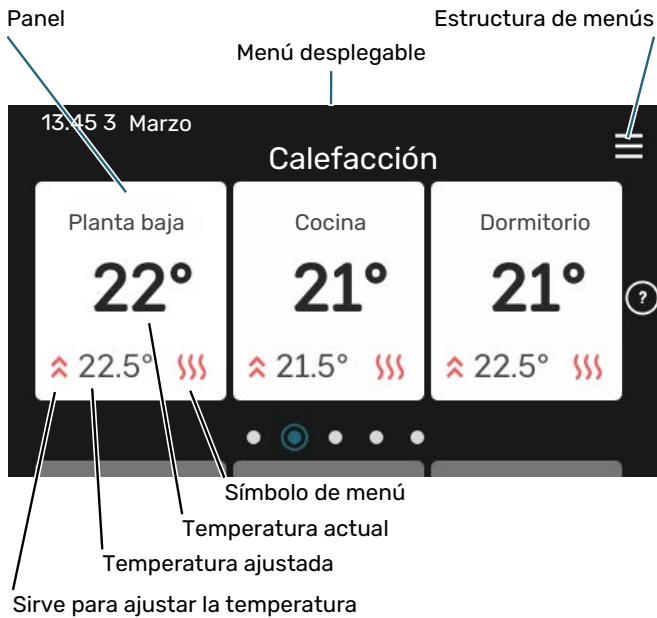 Panel
Estructura de menús
Menú desplegable
13.45 3 Marzo
Calefacción
Planta baja
Cocina
Dormitorio
22°
21°
21°
?
22.5°
21.5°
22.5°
Símbolo de menú
Temperatura actual
Temperatura ajustada
Sirve para ajustar la temperatura